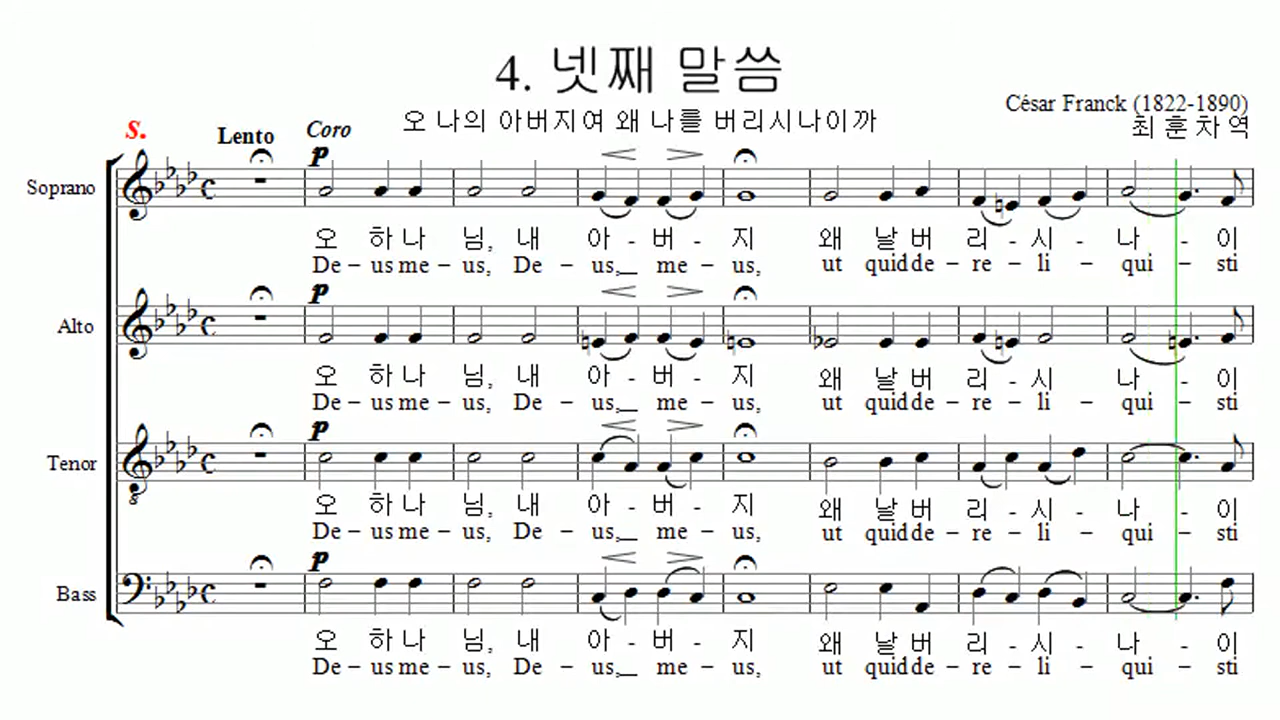 4. 넷째 말씀
César Franck (1822-1890)
오 나의 아버지여 왜 나를 버리시나이까
최 훈 차 역
S.
Lento
Coro
p
Soprano
오 하 나 님, 내 아 - 버 - 지 왜 날 버 리 - 시 - 나 - 이
De – us me – us, De – us,_ me – us, ut quid de – re – li – qui – sti
p
Alto
오 하 나 님, 내 아 - 버 - 지 왜 날 버 리 - 시 나 - 이
De – us me – us, De – us,_ me – us, ut quid de – re – li – qui – sti
p
Tenor
오 하 나 님, 내 아 - 버 - 지 왜 날 버 리 - 시 - 나 - 이
De – us me – us, De – us,_ me – us, ut quid de – re – li – qui – sti
p
Bass
오 하 나 님, 내 아 - 버 - 지 왜 날 버 리 - 시 - 나 - 이
De – us me – us, De – us,_ me – us, ut quid de – re – li – qui – sti